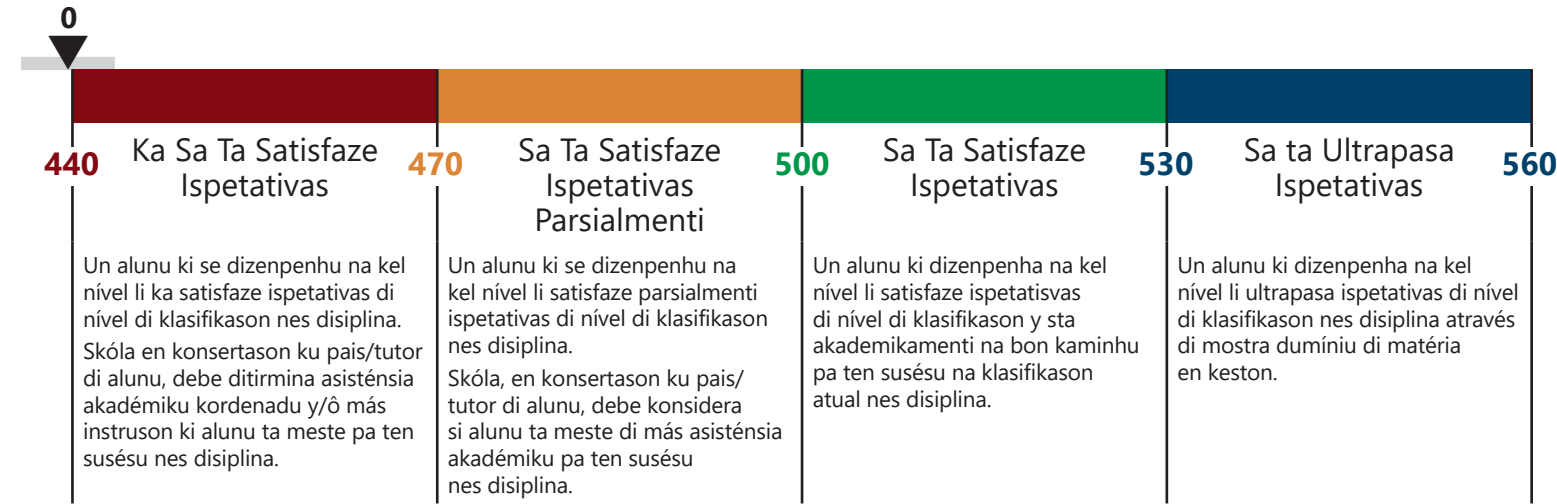 0
440
Ka Sa Ta Satisfaze
Ispetativas
470
Sa Ta Satisfaze
Ispetativas
Parsialmenti
500
Sa Ta Satisfaze
Ispetativas
530
Sa ta Ultrapasa
Ispetativas
560
Un alunu ki se dizenpenhu na kel
nível li ka satisfaze ispetativas di
nível di klasifikason nes disiplina.
Skóla en konsertason ku pais/tutor
di alunu, debe ditirmina asisténsia
akadémiku kordenadu y/ô más
instruson ki alunu ta meste pa ten
susésu nes disiplina.
Un alunu ki se dizenpenhu na
kel nível li satisfaze parsialmenti
ispetativas di nível di klasifikason
nes disiplina.
Skóla, en konsertason ku pais/
tutor di alunu, debe konsidera
si alunu ta meste di más asisténsia
akadémiku pa ten susésu
nes disiplina.
Un alunu ki dizenpenha na kel
nível li satisfaze ispetatisvas
di nível di klasifikason y sta
akademikamenti na bon kaminhu
pa ten susésu na klasifikason
atual nes disiplina.
Un alunu ki dizenpenha na kel
nível li ultrapasa ispetativas di nível
di klasifikason nes disiplina através
di mostra dumíniu di matéria
en keston.